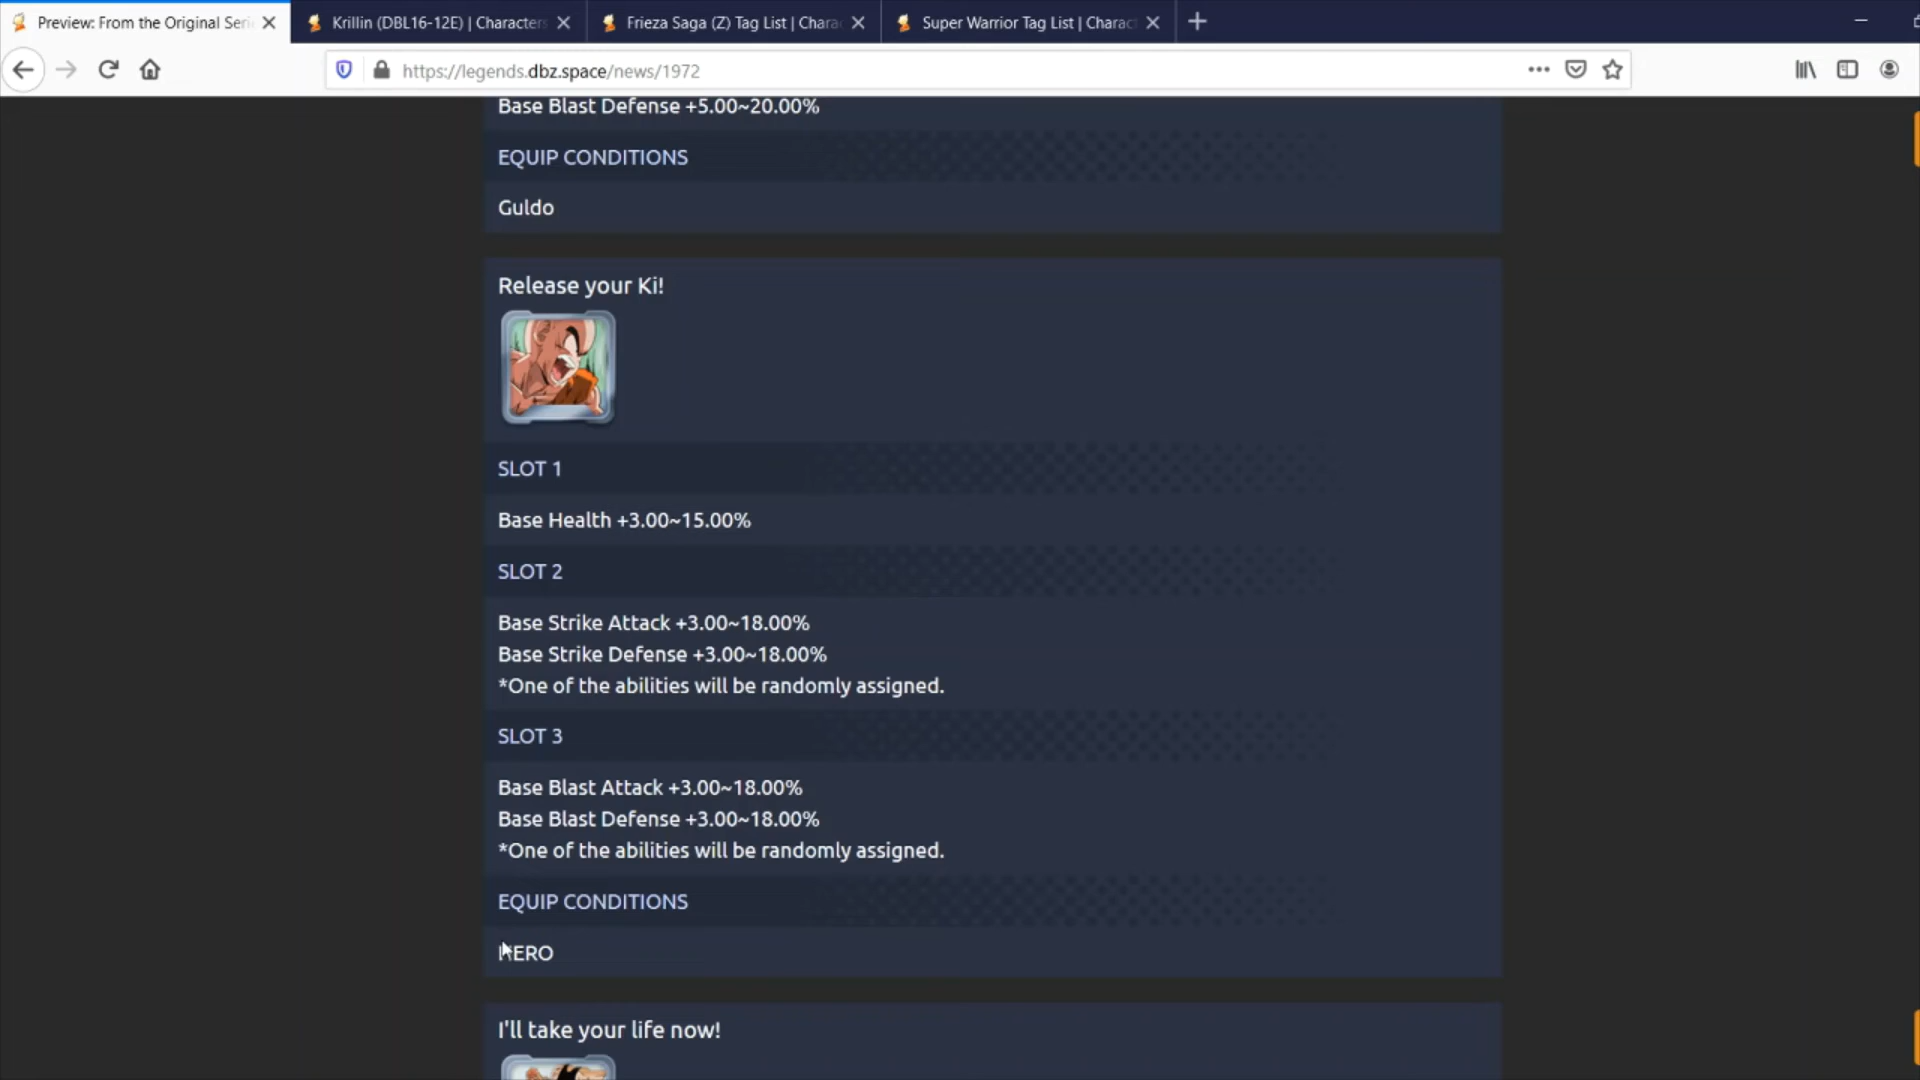 Preview: From the Original Seri
Krillin (DBL16-12E) | Characters
Frieza Saga (Z) Tag List | Chara
Super Warrior Tag List | Charact
https://legends.dbz.space/news/1972
Base Blast Defense +5.00~20.00%
EQUIP CONDITIONS
Guldo
Release your Ki!
SLOT 1
Base Health +3.00~15.00%
SLOT 2
Base Strike Attack +3.00~18.00%
Base Strike Defense +3.00~18.00%
*One of the abilities will be randomly assigned.
SLOT 3
Base Blast Attack +3.00~18.00%
Base Blast Defense +3.00~18.00%
*One of the abilities will be randomly assigned.
EQUIP CONDITIONS
HERO
I'll take your life now!